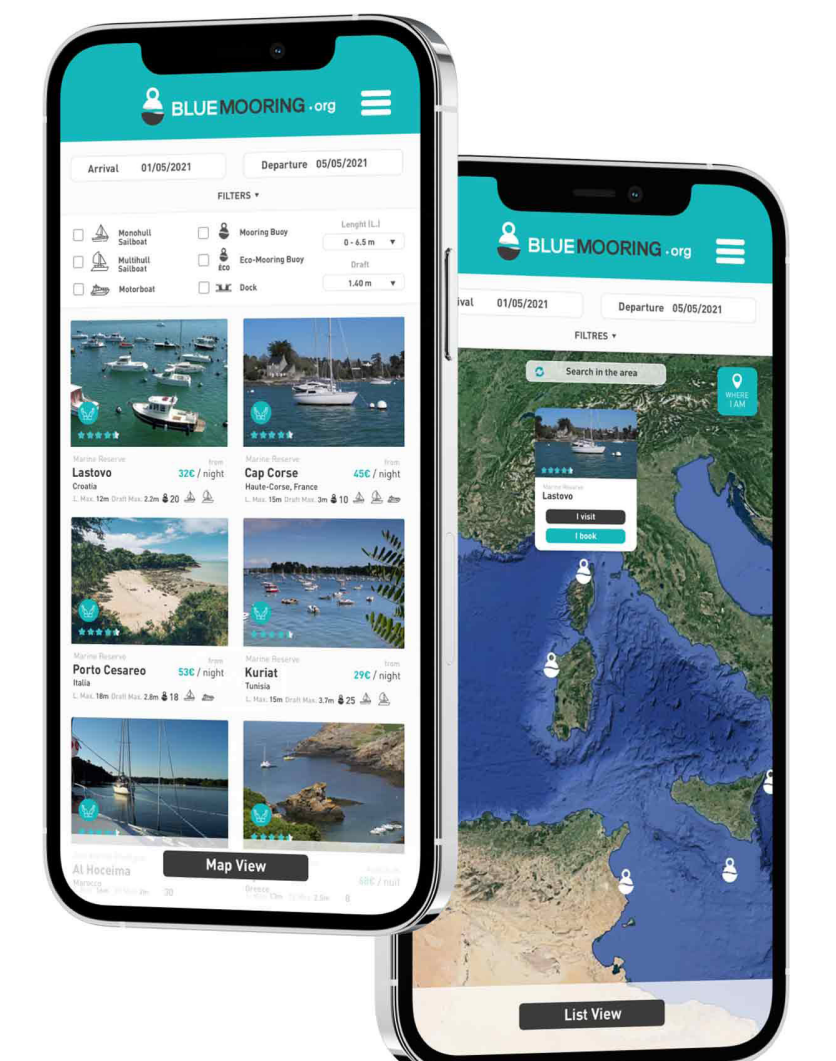 BLUEMOORING.org
Arrival 01/05/2021
Departure 05/05/2021
FILTERS ▾
Monohull
Sailboat
Multihull
Sailboat
Motorboat
Mooring Buoy
ECO
Eco-Mooring Buoy
Dock
Lenght (L.)
0 - 6.5 m ▾
Draft
1.40 m ▾
Marine Reserve
from
Lastovo
32€ / night
Croatia
L. Max. 12m Draft Max. 2.2m 20
Marine Reserve
from
Cap Corse
45€ / night
Haute-Corse, France
L. Max. 15m Draft Max. 3m 10
Marine Reserve
from
Porto Cesareo
53€ / night
Italia
L. Max. 18m Draft Max. 2.8m 18
Marine Reserve
from
Kuriat
29€ / night
Tunisia
L. Max. 15m Draft Max. 3.7m 25
Al Hoceima
Marocco
30
/ nuit
0
Map View
BLUEMOORING.org
ival 01/05/2021
Departure 05/05/2021
FILTRES ▾
Search in the area
WHERE
I AM
Marine Reserve
Lastovo
I visit
I book
List View